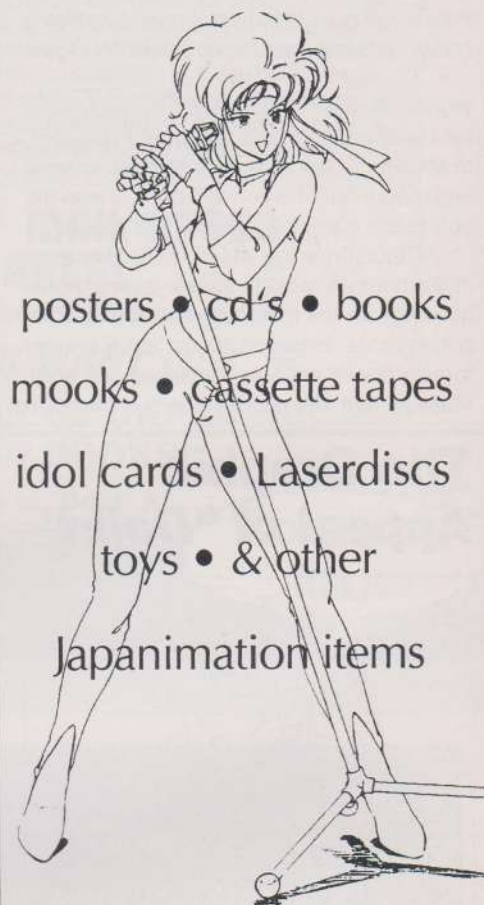 posters • cd s • books
mooks • cassette tapes
idol cards • Laserdiscs
toys • & other
Japanimation items